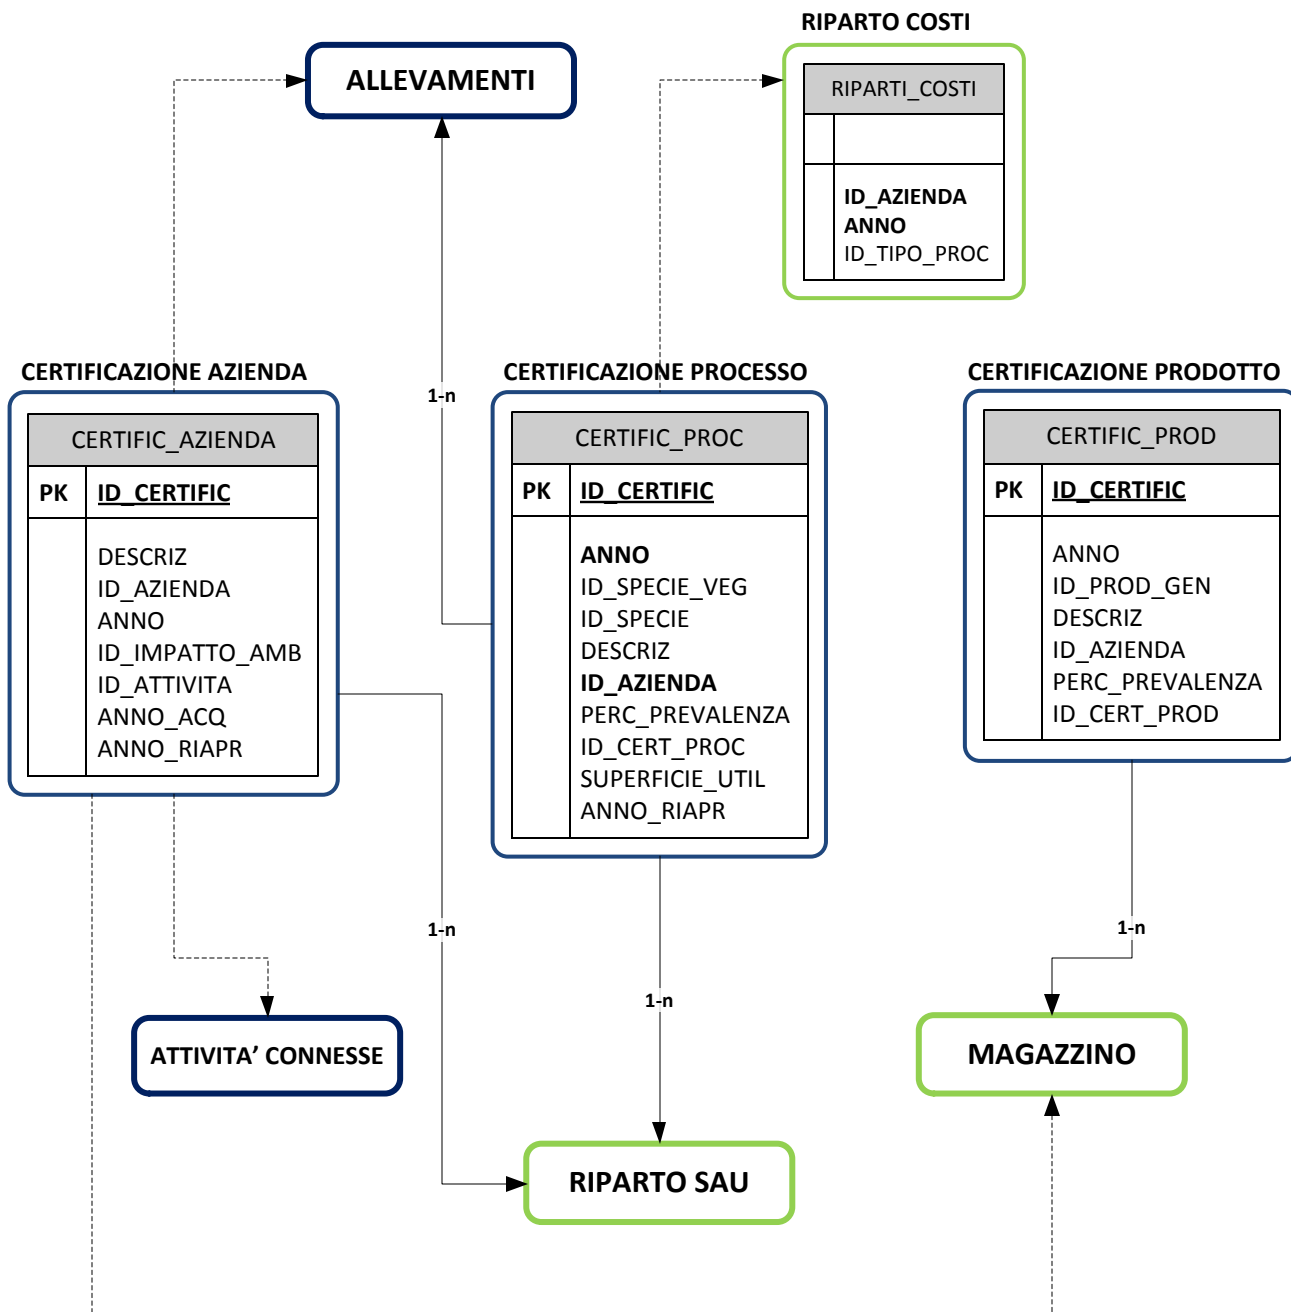 RIPARTO COSTI
ALLEVAMENTI
RIPARTI_COSTI
ID_AZIENDA
ANNO
ID_TIPO_PROC
CERTIFICAZIONE AZIENDA
CERTIFICAZIONE PROCESSO
CERTIFICAZIONE PRODOTTO
1-n
CERTIFIC_AZIENDA
PK ID_CERTIFIC
DESCRIZ
ID_AZIENDA
ANNO
ID_IMPATTO_AMB
ID_ATTIVITA
ANNO_ACQ
ANNO_RIAPR
CERTIFIC_PROC
PK ID_CERTIFIC
ANNO
ID_SPECIE_VEG
ID_SPECIE
DESCRIZ
ID_AZIENDA
PERC_PREVALENZA
ID_CERT_PROC
SUPERFICIE_UTIL
ANNO_RIAPR
CERTIFIC_PROD
PK ID_CERTIFIC
ANNO
ID_PROD_GEN
DESCRIZ
ID_AZIENDA
PERC_PREVALENZA
ID_CERT_PROD
1-n
1-n
1-n
ATTIVITA’ CONNESSE
MAGAZZINO
RIPARTO SAU